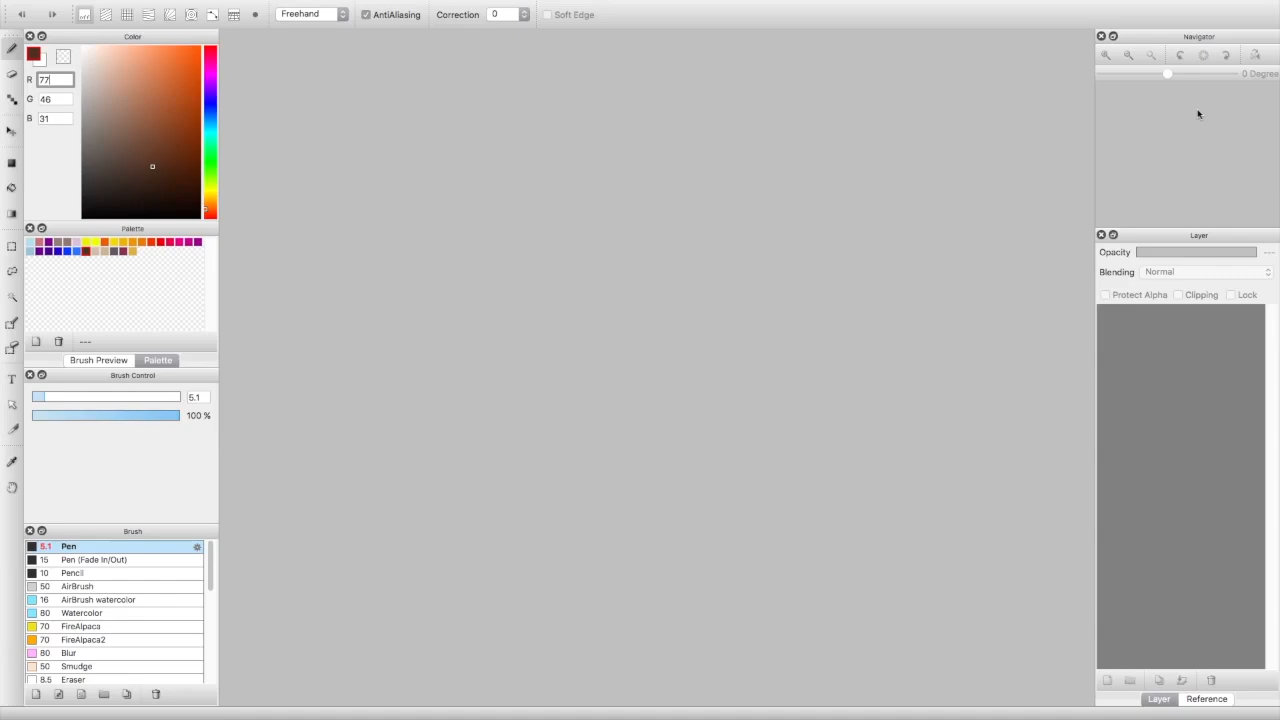 off Freehand AntiAliasing Correction 0 Soft Edge
Color
R 77
G 46
B 31
Palette
---
Brush Preview Palette
Brush Control
5.1
100 %
Brush
5.1 Pen
15 Pen (Fade In/Out)
10 Pencil
50 AirBrush
16 AirBrush watercolor
80 Watercolor
70 FireAlpaca
70 FireAlpaca2
80 Blur
50 Smudge
8.5 Eraser
T
Navigator
0 Degree
Layer
Opacity ---
Blending Normal
Protect Alpha Clipping Lock
Layer Reference